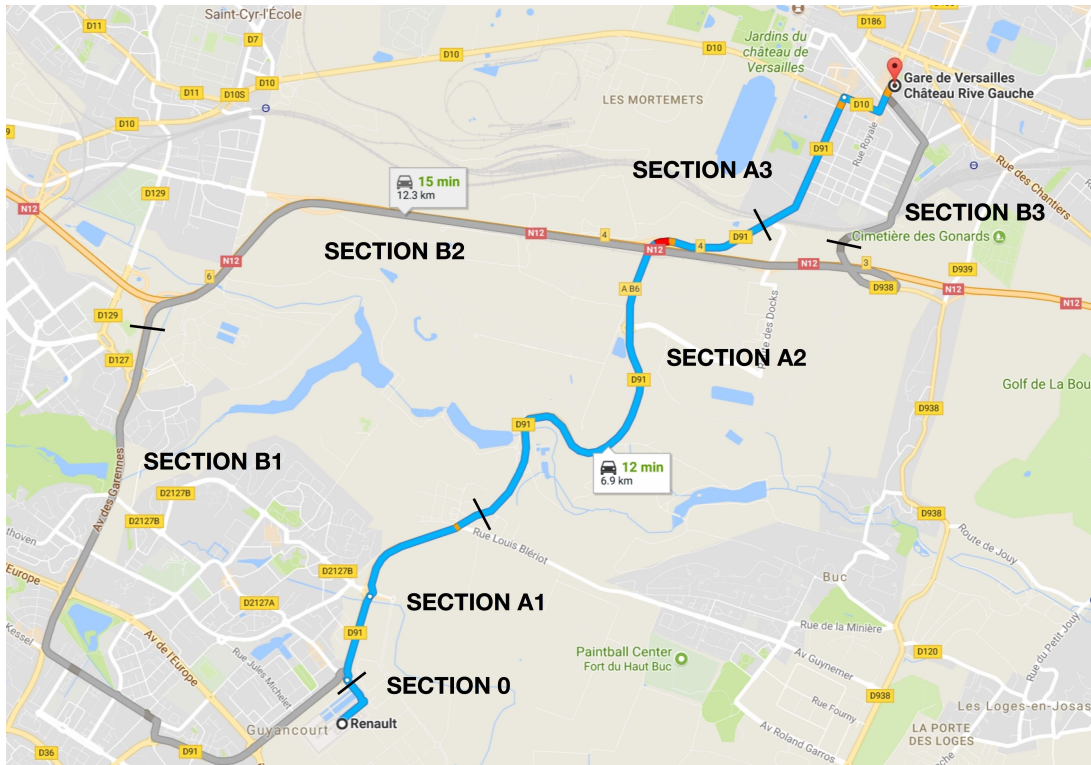 Saint-Cyr-l'École
D11
D7
D10
D186
Jardins du
château de
Versailles
Gare de Versailles
Château Rive Gauche
D10
D10
D11
D10S
D10
LES MORTEMETS
D10
Rue Royale
D91
Rue des Chantiers
SECTION A3
15 min
12.3 km
D129
N12
SECTION B3
Cimetière des Gonards
N12
4
4
D91
SECTION B2
N12
N12
3
D939
6
N12
D938
N12
N12
A B6
D129
D127
SECTION A2
D91
Golf de La Bou
D938
D91
SECTION B1
12 min
6.9 km
Av des Garennes
D2127B
D2127B
D938
Rue Louis Blériot
Route de Jouy
D2127B
Buc
l'Europe
D2127A
SECTION A1
Av de l'Europe
D91
Rue de la Minière
Kessel
Rue Jules Michelet
Paintball Center
Fort du Haut Buc
D120
Av Guynemer
Rue du Petit Jouy
SECTION 0
D938
Rue Fourny
Les Loges-en-Josas
Renault
Guyancourt
Av Roland Garros
LA PORTE
DES LOGES
D36
D91